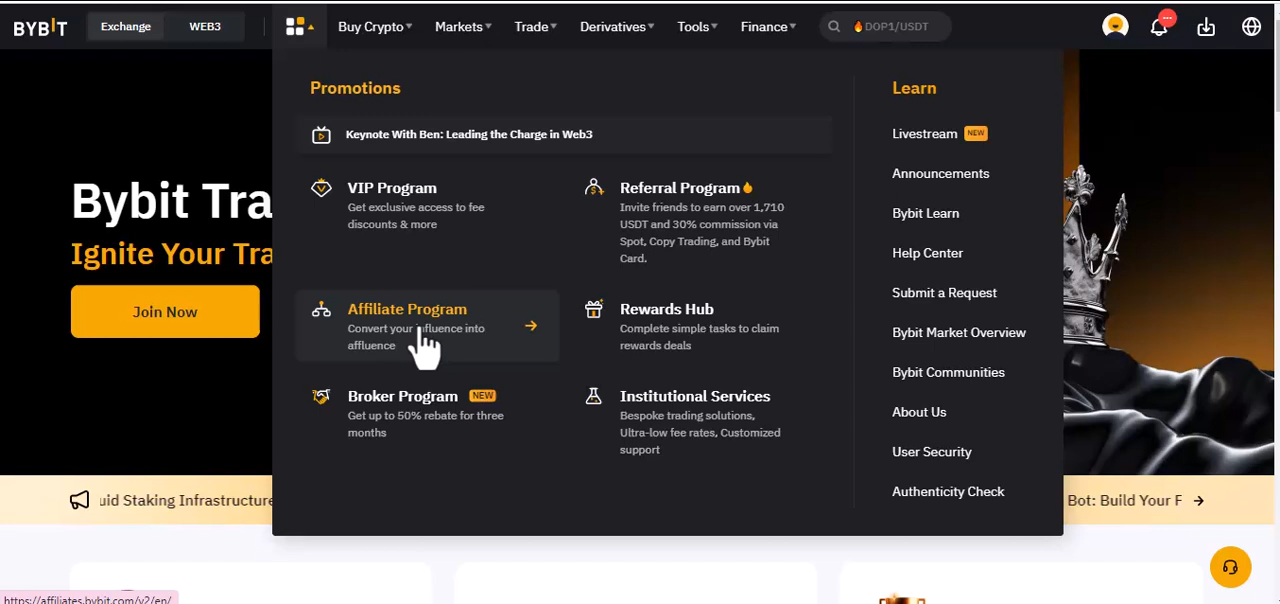 BYBIT
Exchange
WEB3
Buy Crypto
Markets
Trade
Derivatives
Tools
Finance
DOP1/USDT
Promotions
Keynote With Ben: Leading the Charge in Web3
VIP Program
Get exclusive access to fee
discounts & more
Referral Program
Invite friends to earn over 1,710
USDT and 30% commission via
Spot, Copy Trading, and Bybit
Card.
Affiliate Program
Convert your influence into
affluence
Rewards Hub
Complete simple tasks to claim
rewards deals
Broker Program NEW
Get up to 50% rebate for three
months
Institutional Services
Bespoke trading solutions,
Ultra-low fee rates, Customized
support
Learn
Livestream NEW
Announcements
Bybit Learn
Help Center
Submit a Request
Bybit Market Overview
Bybit Communities
About Us
User Security
Authenticity Check
Bybit Tra
Ignite Your Tra
Join Now
uid Staking Infrastructure
Bot: Build Your F
https://affiliates.bybit.com/v2/en/